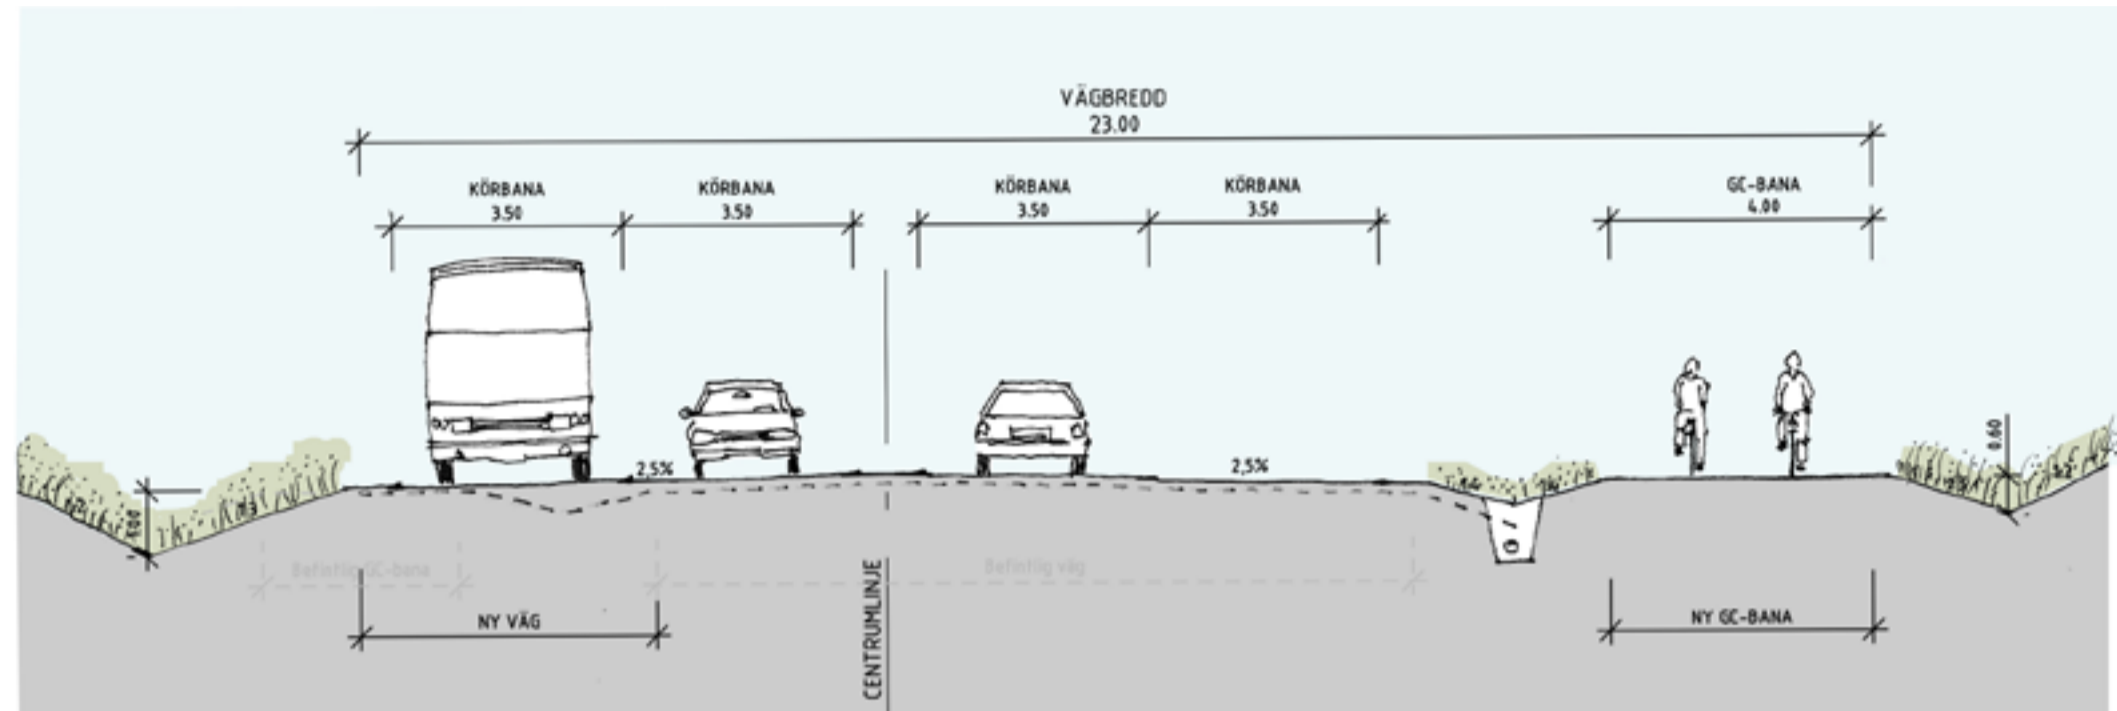 VÄGBREDD
23.00
KÖRBANA
3.50
KÖRBANA
3.50
KÖRBANA
3.50
KÖRBANA
3.50
GC-BANA
4.00
2,5%
2,5%
0.60
Befintlig GC-bana
Befintlig väg
NY VÄG
CENTRUMLINJE
NY GC-BANA